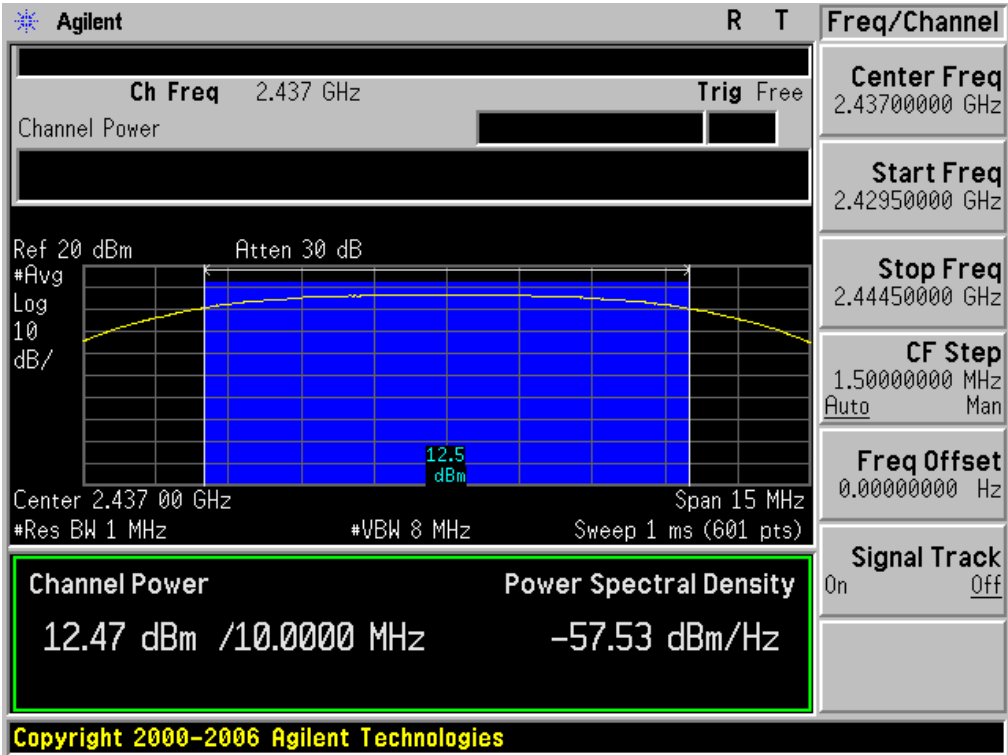 Agilent R T
Freq/Channel
Ch Freq 2.437 GHz Trig Free
Channel Power
Ref 20 dBm Atten 30 dB
#Avg
Log
10
dB/
12.5
dBm
Center 2.437 00 GHz Span 15 MHz
#Res BW 1 MHz #VBW 8 MHz Sweep 1 ms (601 pts)
Channel Power Power Spectral Density
12.47 dBm /10.0000 MHz -57.53 dBm/Hz
Center Freq
2.43700000 GHz
Start Freq
2.42950000 GHz
Stop Freq
2.44450000 GHz
CF Step
1.50000000 MHz
Auto Man
Freq Offset
0.00000000 Hz
Signal Track
On Off
Copyright 2000-2006 Agilent Technologies